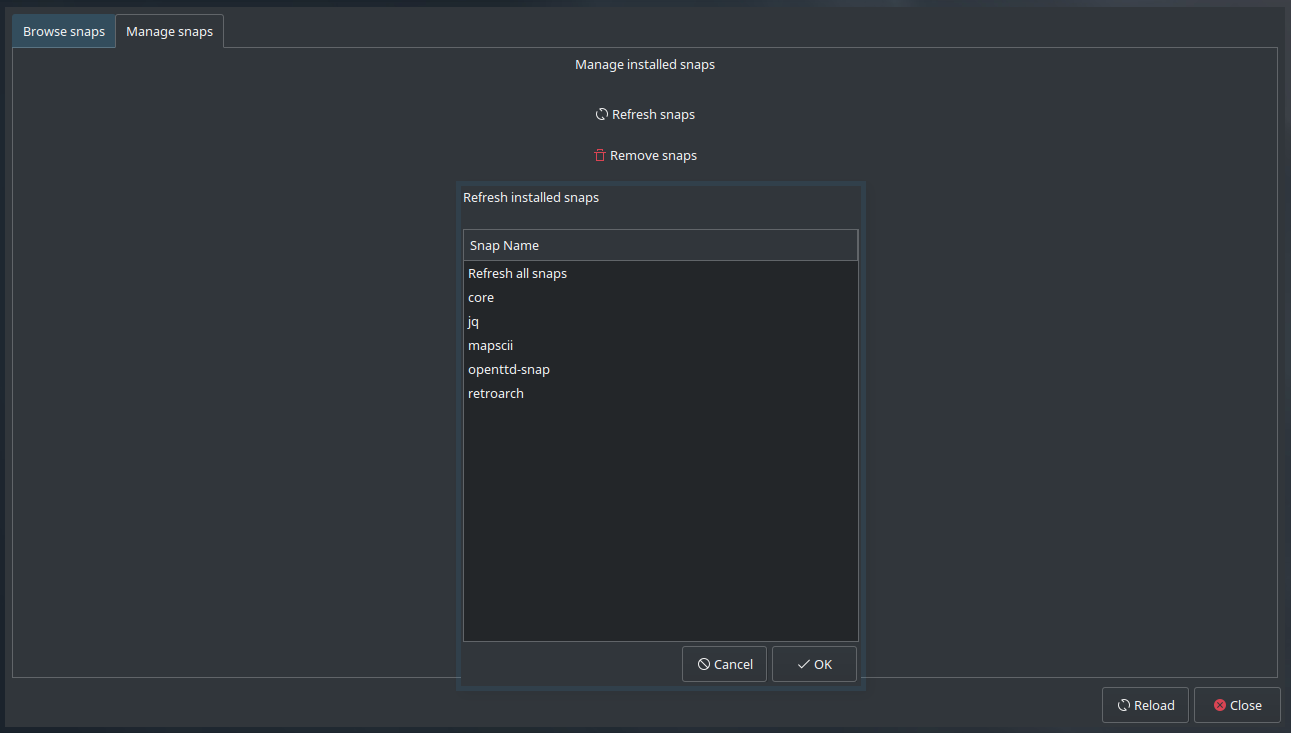 Browse snaps Manage snaps
Manage installed snaps
Refresh snaps
Remove snaps
Refresh installed snaps
Snap Name
Refresh all snaps
core
jq
mapscii
openttd-snap
retroarch
Cancel OK
Reload Close